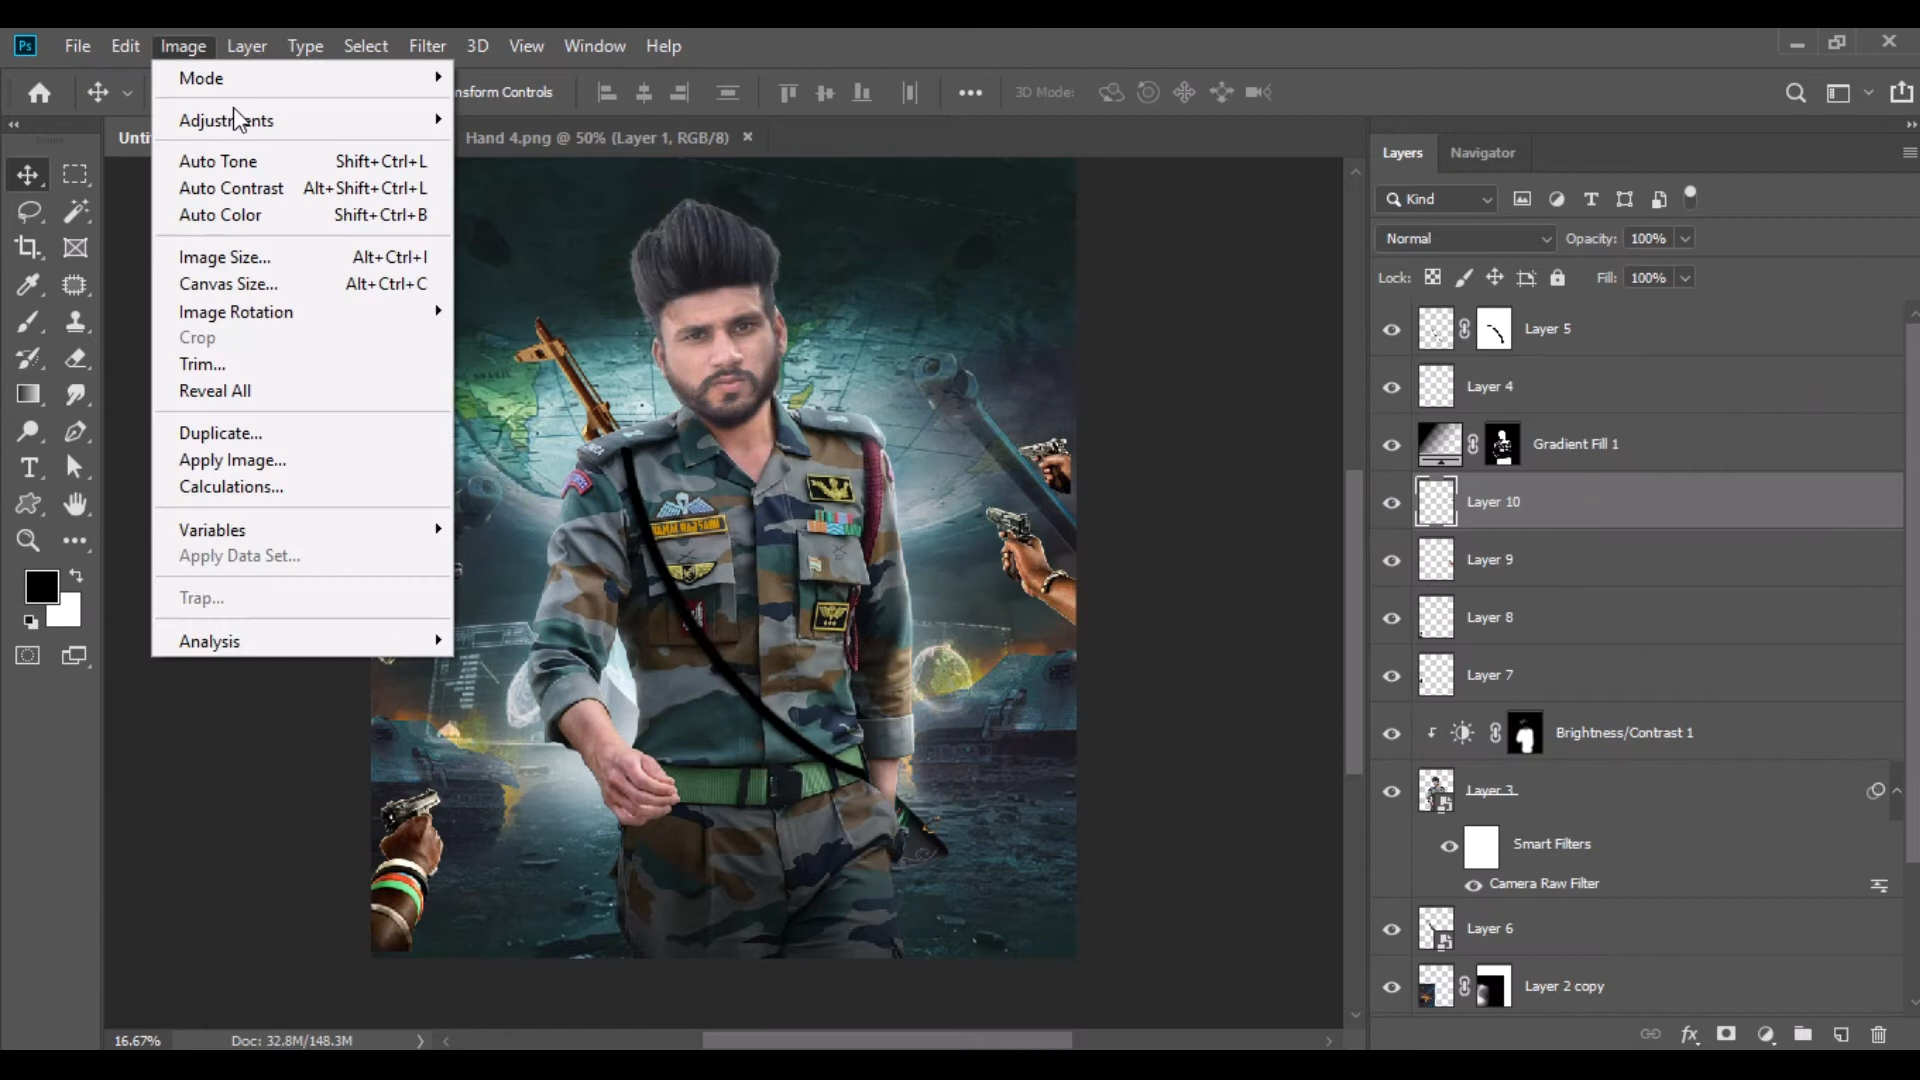 Ps File Edit Image Layer Type Select Filter 3D View Window Help
nsform Controls 3D Mode:
Hand 4.png @ 50% (Layer 1, RGB/8) ×
Mode
Adjustments
Auto Tone Shift+Ctrl+L
Auto Contrast Alt+Shift+Ctrl+L
Auto Color Shift+Ctrl+B
Image Size... Alt+Ctrl+I
Canvas Size... Alt+Ctrl+C
Image Rotation
Crop
Trim...
Reveal All
Duplicate...
Apply Image...
Calculations...
Variables
Apply Data Set...
Trap...
Analysis
Layers Navigator
Kind
Normal Opacity: 100%
Lock: Fill: 100%
Layer 5
Layer 4
Gradient Fill 1
Layer 10
Layer 9
Layer 8
Layer 7
Brightness/Contrast 1
Layer 3
Smart Filters
Camera Raw Filter
Layer 6
Layer 2 copy
16.67% Doc: 32.8M/148.3M